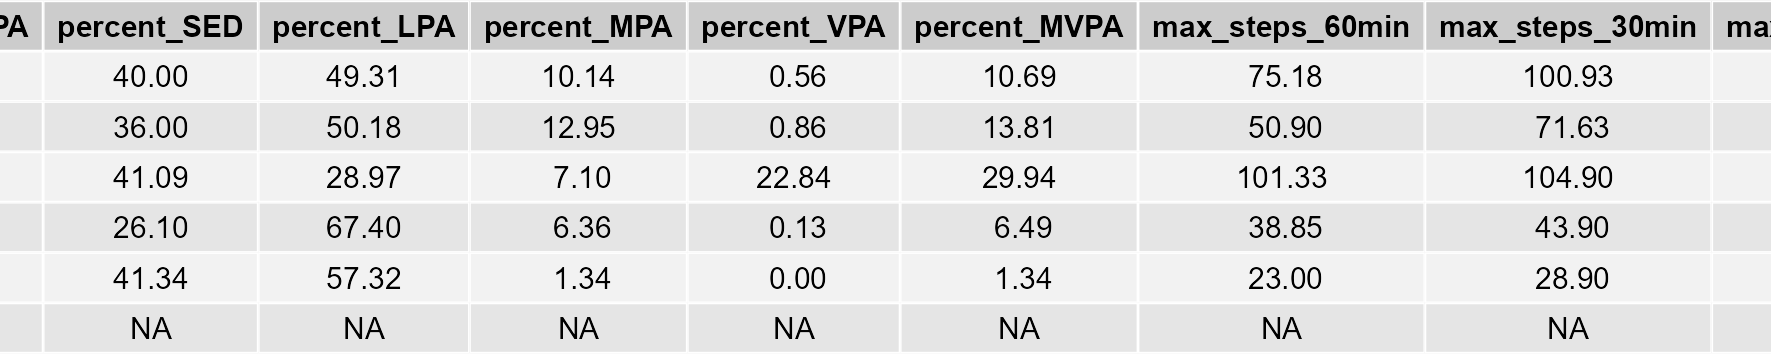 PA percent_SED percent_LPA percent_MPA percent_VPA percent_MVPA max_steps_60min max_steps_30min ma
40.00 49.31 10.14 0.56 10.69 75.18 100.93
36.00 50.18 12.95 0.86 13.81 50.90 71.63
41.09 28.97 7.10 22.84 29.94 101.33 104.90
26.10 67.40 6.36 0.13 6.49 38.85 43.90
41.34 57.32 1.34 0.00 1.34 23.00 28.90
NA NA NA NA NA NA NA